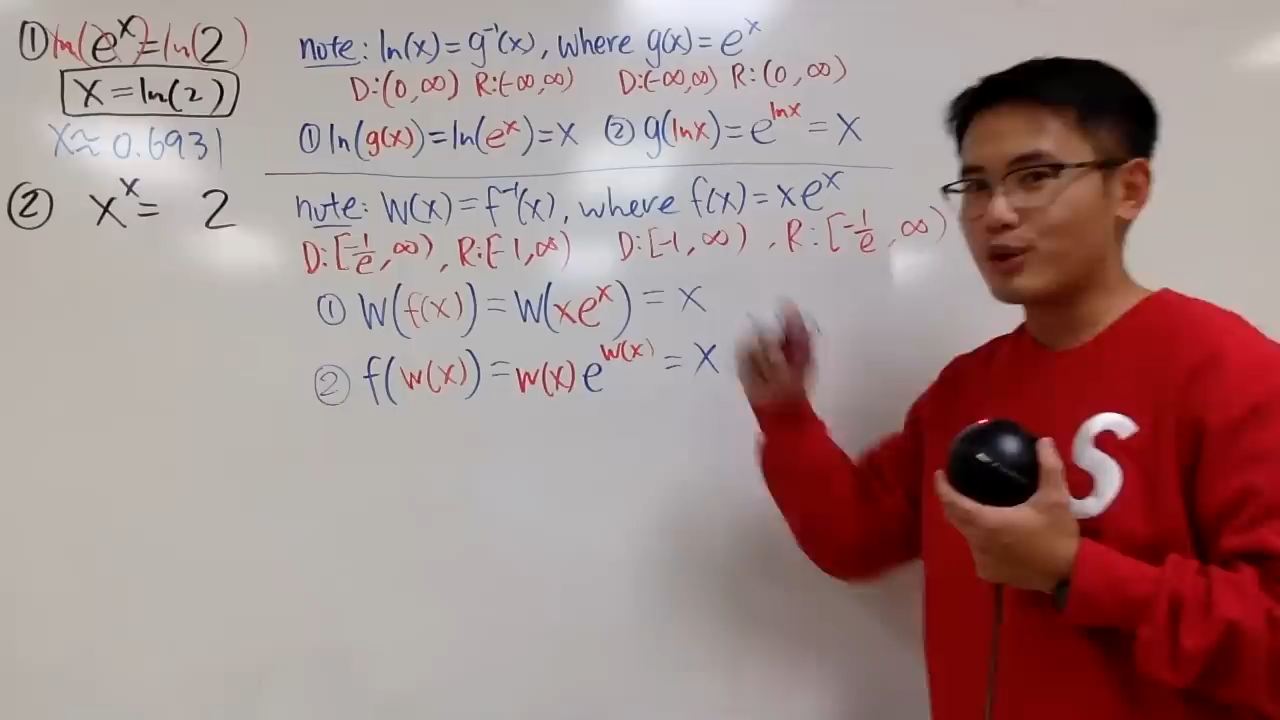 ① ln(e^x) = ln(2)
x = ln(2)
x ≈ 0.6931
② x^x = 2
note: ln(x) = g⁻¹(x), where g(x) = e^x
D: (0, ∞) R: (-∞, ∞) D: (-∞, ∞) R: (0, ∞)
① ln(g(x)) = ln(e^x) = x ② g(lnx) = e^lnx = x
note: W(x) = f⁻¹(x), where f(x) = xe^x
D: [-1/e, ∞), R: [-1, ∞) D: [-1, ∞), R: [-1/e, ∞)
① W(f(x)) = W(xe^x) = x
② f(W(x)) = W(x)e^W(x) = x
S